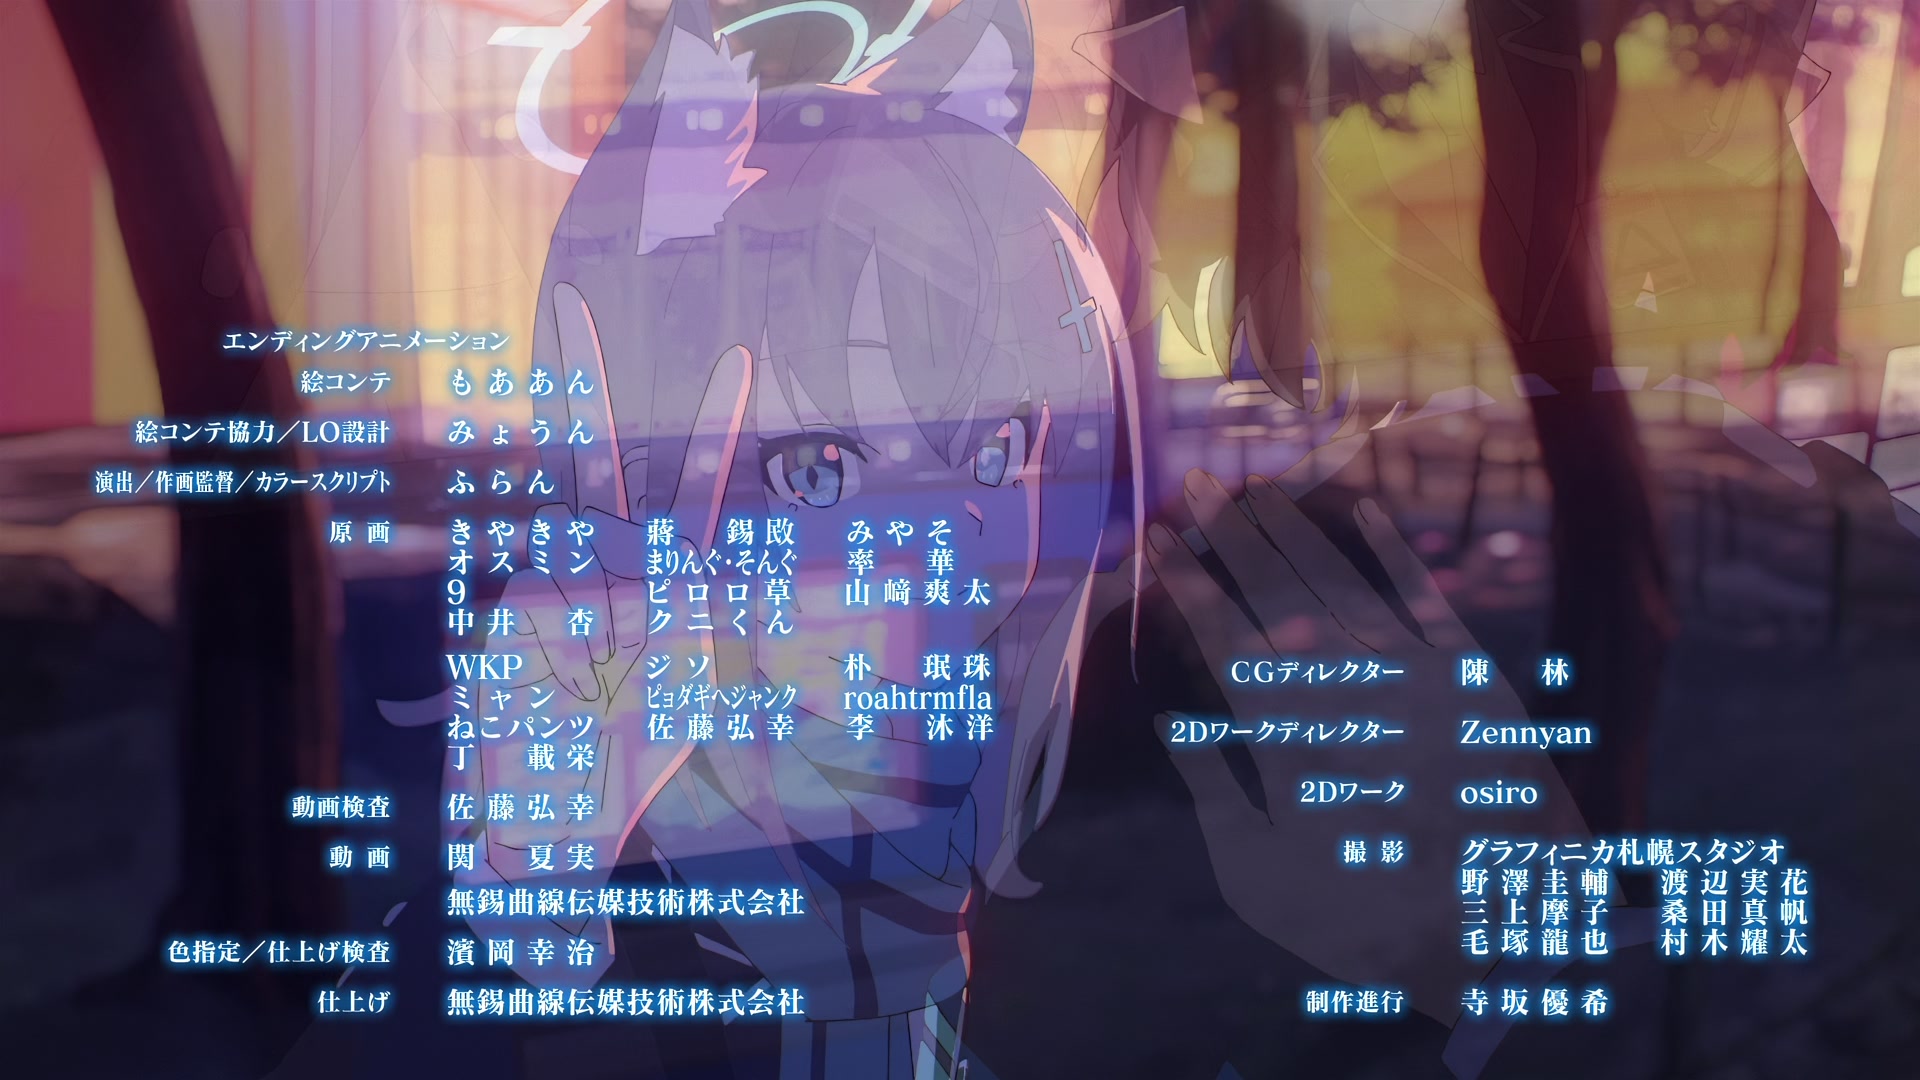 エンディングアニメーション
絵コンテ もああん
絵コンテ協力／LO設計 みょうん
演出／作画監督／カラースクリプト ふらん
原画 きやきや 蔣錫敃 みやそ
オスミン まりんぐ・そんぐ 率華
9 ピロロ草 山﨑爽太
中井杏 クニくん
WKP ジソ 朴珉珠
ミャン ピョダギヘジャンク roahtrmfla
ねこパンツ 佐藤弘幸 李沐洋
丁載栄
動画検査 佐藤弘幸
動画 関夏実
無錫曲線伝媒技術株式会社
色指定／仕上げ検査 濱岡幸治
仕上げ 無錫曲線伝媒技術株式会社
CGディレクター 陳林
2Dワークディレクター Zennyan
2Dワーク osiro
撮影 グラフィニカ札幌スタジオ
野澤圭輔 渡辺実花
三上摩子 桑田真帆
毛塚龍也 村木耀太
制作進行 寺坂優希